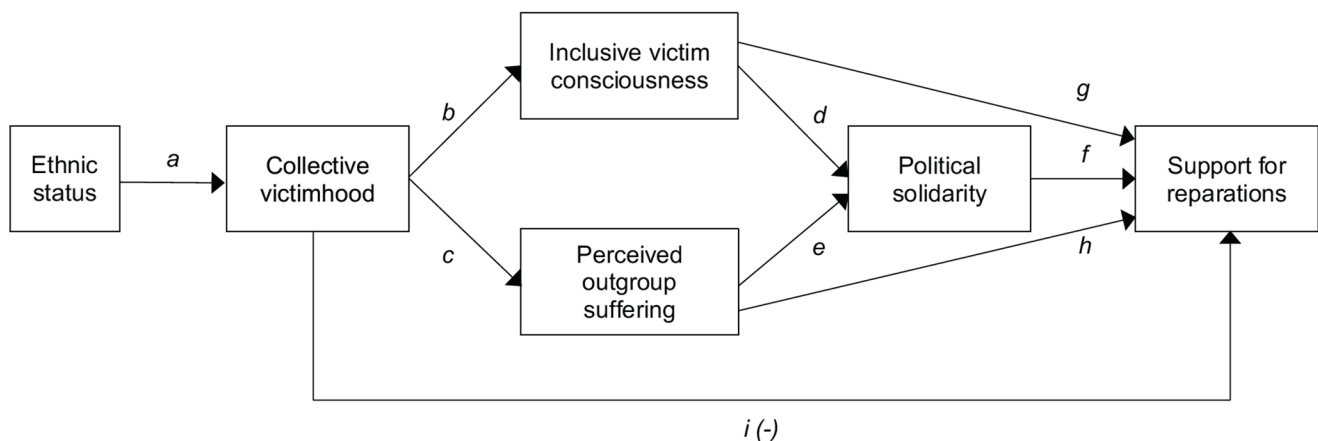 Ethnic
status
a
Collective
victimhood
b
c
Inclusive victim
consciousness
Perceived
outgroup
suffering
d
e
Political
solidarity
g
f
h
Support for
reparations
i (-)